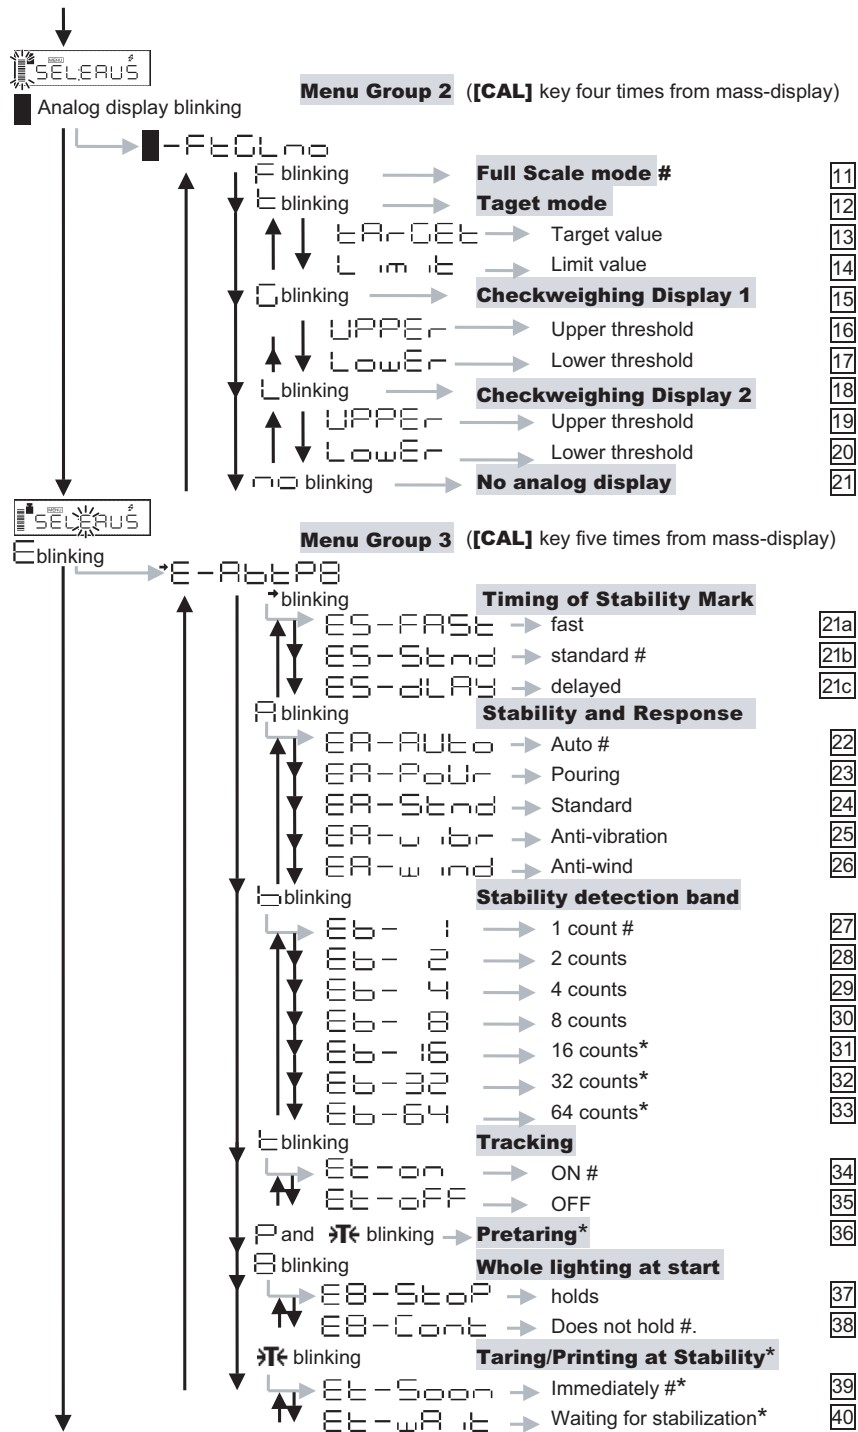 MENU
SEL:EAUS
Menu Group 2 ([CAL] key four times from mass-display)
Analog display blinking
-FtGLno
F blinking Full Scale mode # 11
t blinking Taget mode 12
tArGEt Target value 13
Limit Limit value 14
G blinking Checkweighing Display 1 15
UPPEr Upper threshold 16
LowEr Lower threshold 17
L blinking Checkweighing Display 2 18
UPPEr Upper threshold 19
LowEr Lower threshold 20
no blinking No analog display 21
MENU
SEL:EAUS
Menu Group 3 ([CAL] key five times from mass-display)
E blinking
E-AbtP8
blinking Timing of Stability Mark
ES-FASt fast 21a
ES-Stnd standard # 21b
ES-dLAY delayed 21c
A blinking Stability and Response
EA-AUto Auto # 22
EA-PoUr Pouring 23
EA-Stnd Standard 24
EA-vibr Anti-vibration 25
EA-wind Anti-wind 26
b blinking Stability detection band
Eb- 1 1 count # 27
Eb- 2 2 counts 28
Eb- 4 4 counts 29
Eb- 8 8 counts 30
Eb-16 16 counts* 31
Eb-32 32 counts* 32
Eb-64 64 counts* 33
t blinking Tracking
Et-on ON # 34
Et-oFF OFF 35
P and T blinking Pretaring* 36
8 blinking Whole lighting at start
E8-StoP holds 37
E8-Cont Does not hold #. 38
T blinking Taring/Printing at Stability*
Et-Soon Immediately #* 39
Et-wAit Waiting for stabilization* 40